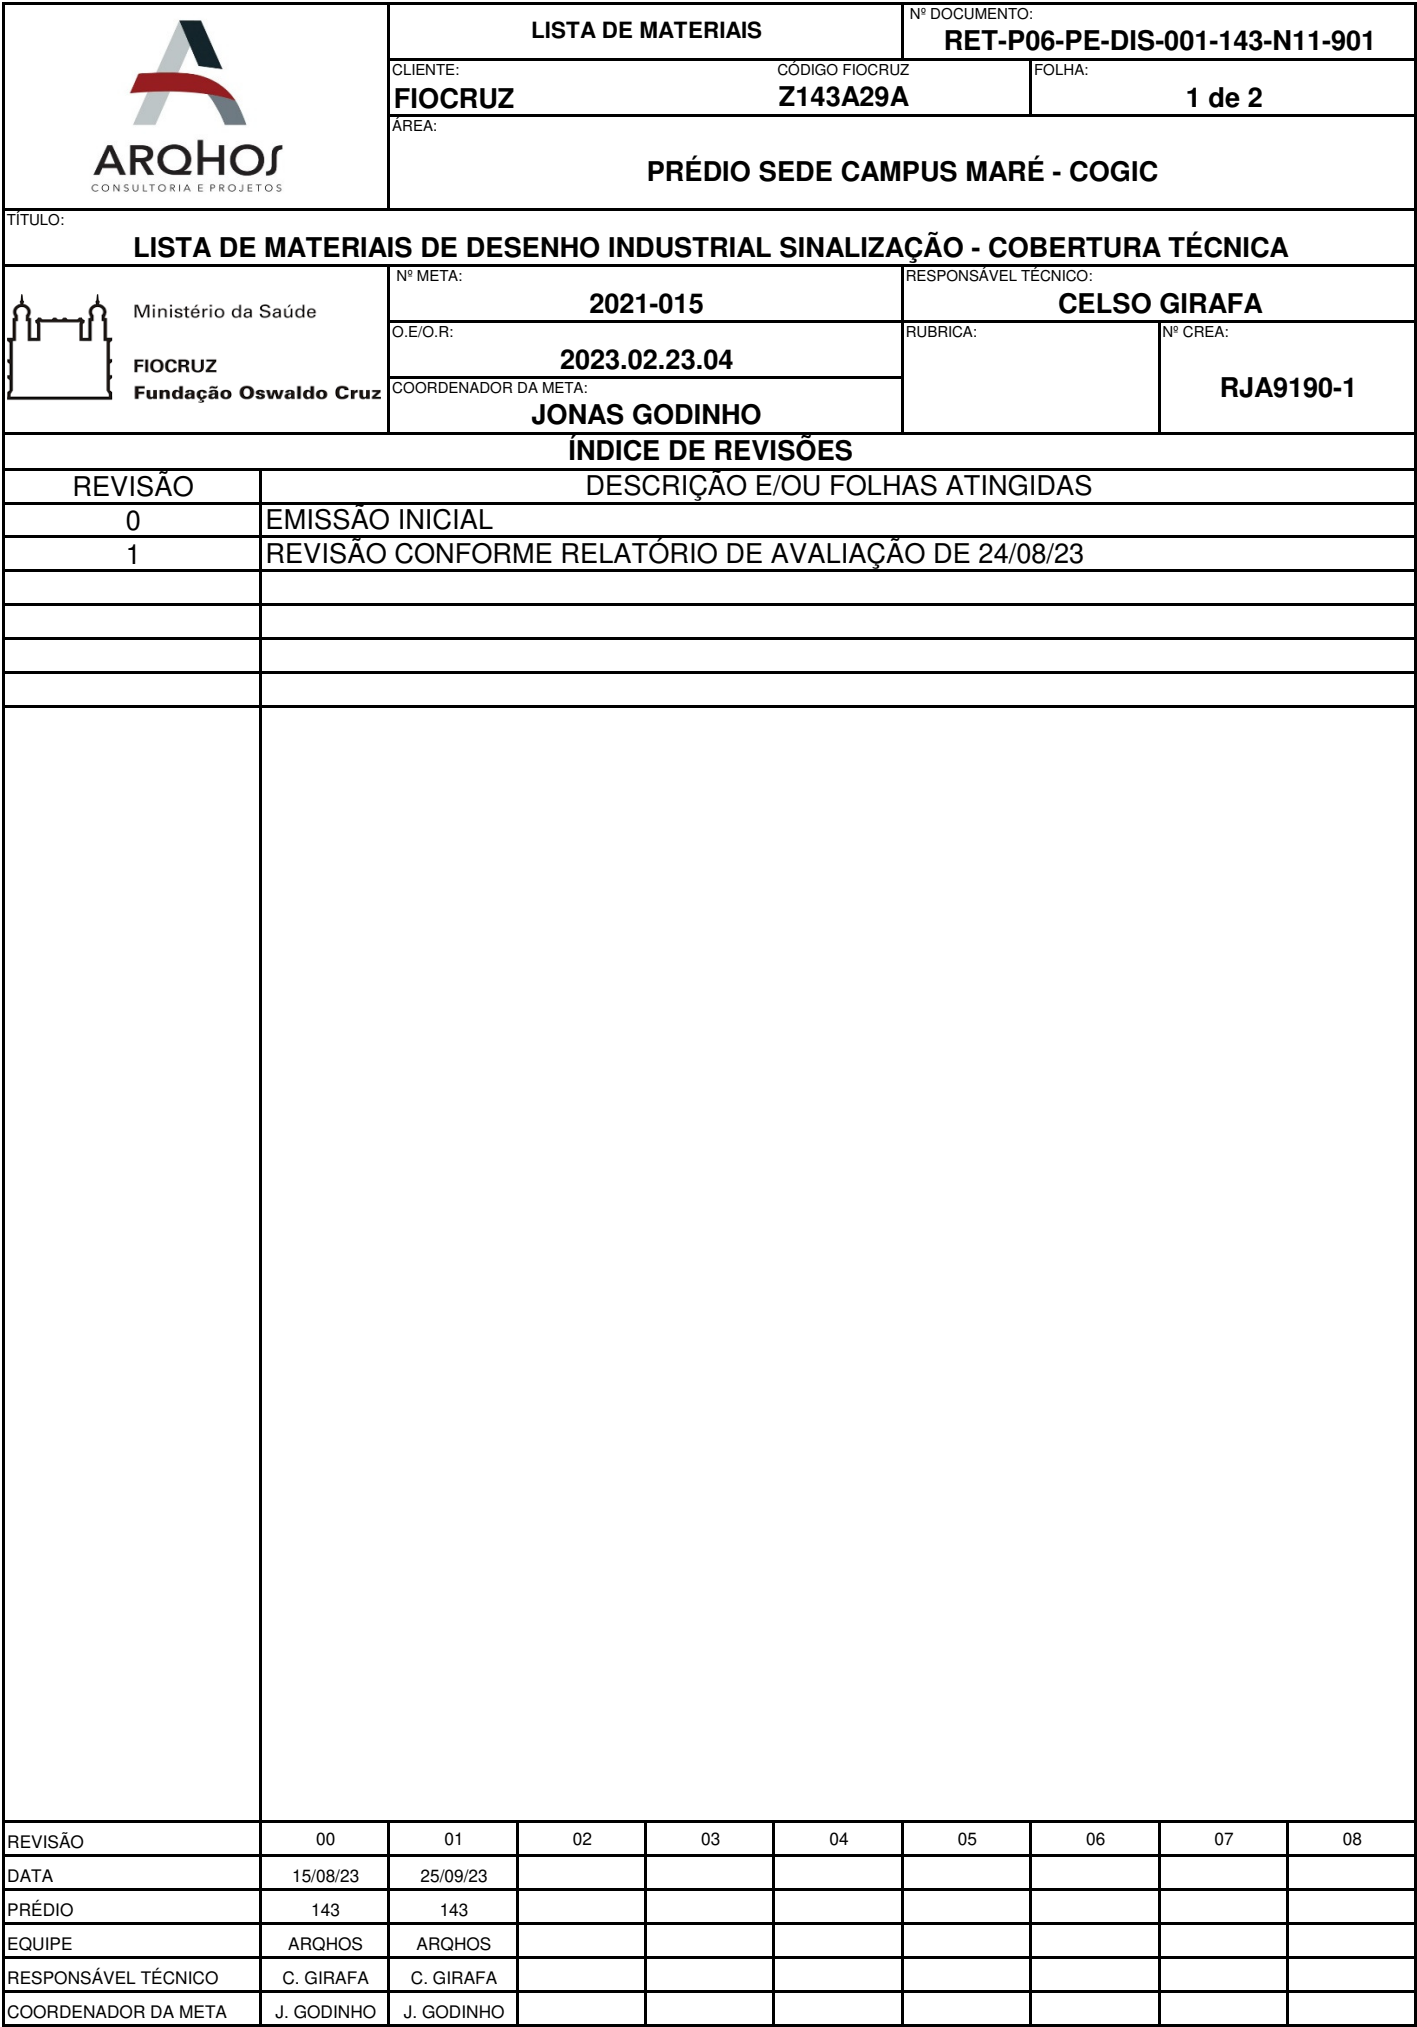 ARQHOS
CONSULTORIA E PROJETOS
LISTA DE MATERIAIS
Nº DOCUMENTO:
RET-P06-PE-DIS-001-143-N11-901
CLIENTE:
FIOCRUZ
CÓDIGO FIOCRUZ
Z143A29A
FOLHA:
1 de 2
ÁREA:
PRÉDIO SEDE CAMPUS MARÉ - COGIC
TÍTULO:
LISTA DE MATERIAIS DE DESENHO INDUSTRIAL SINALIZAÇÃO - COBERTURA TÉCNICA
Ministério da Saúde
FIOCRUZ
Fundação Oswaldo Cruz
Nº META:
2021-015
RESPONSÁVEL TÉCNICO:
CELSO GIRAFA
O.E/O.R:
2023.02.23.04
RUBRICA:
Nº CREA:
RJA9190-1
COORDENADOR DA META:
JONAS GODINHO
ÍNDICE DE REVISÕES
REVISÃO DESCRIÇÃO E/OU FOLHAS ATINGIDAS
0 EMISSÃO INICIAL
1 REVISÃO CONFORME RELATÓRIO DE AVALIAÇÃO DE 24/08/23
REVISÃO 00 01 02 03 04 05 06 07 08
DATA 15/08/23 25/09/23
PRÉDIO 143 143
EQUIPE ARQHOS ARQHOS
RESPONSÁVEL TÉCNICO C. GIRAFA C. GIRAFA
COORDENADOR DA META J. GODINHO J. GODINHO